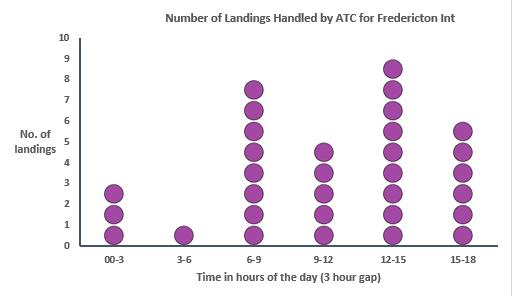 Number of Landings Handled by ATC for Fredericton Int
10
9
8
7
6
5
4
3
2
1
0
No. of
landings
00-3 3-6 6-9 9-12 12-15 15-18
Time in hours of the day (3 hour gap)